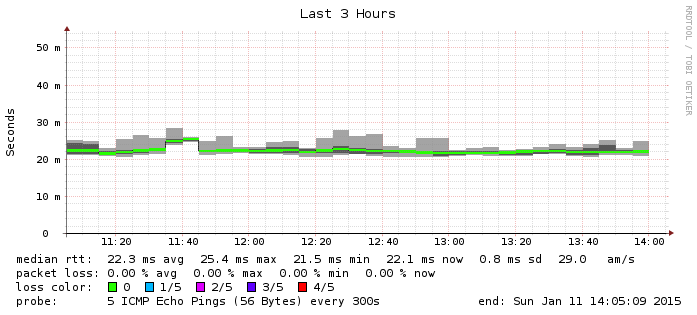 Last 3 Hours
RRDTOOL / TOBI OETIKER
Seconds
50 m
40 m
30 m
20 m
10 m
0
11:20 11:40 12:00 12:20 12:40 13:00 13:20 13:40 14:00
median rtt: 22.3 ms avg 25.4 ms max 21.5 ms min 22.1 ms now 0.8 ms sd 29.0 am/s
packet loss: 0.00 % avg 0.00 % max 0.00 % min 0.00 % now
loss color: 0 1/5 2/5 3/5 4/5
probe: 5 ICMP Echo Pings (56 Bytes) every 300s end: Sun Jan 11 14:05:09 2015